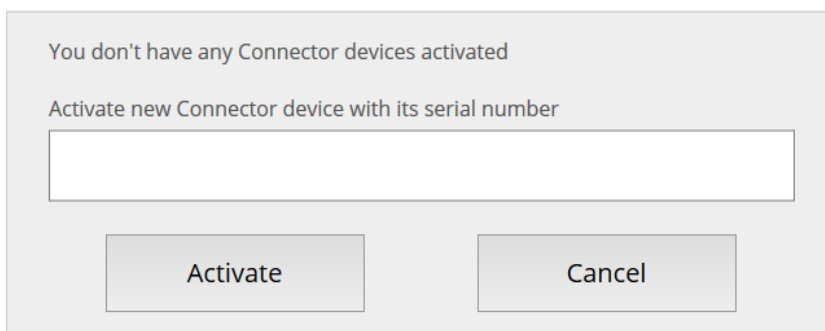 You don't have any Connector devices activated
Activate new Connector device with its serial number
Activate
Cancel